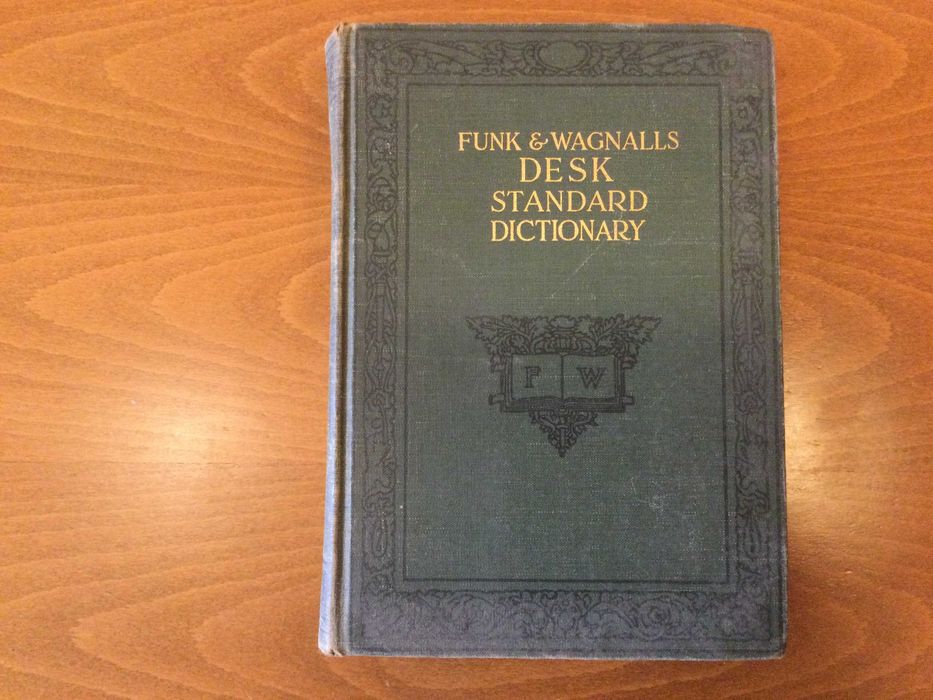 FUNK & WAGNALLS
DESK
STANDARD
DICTIONARY
F W